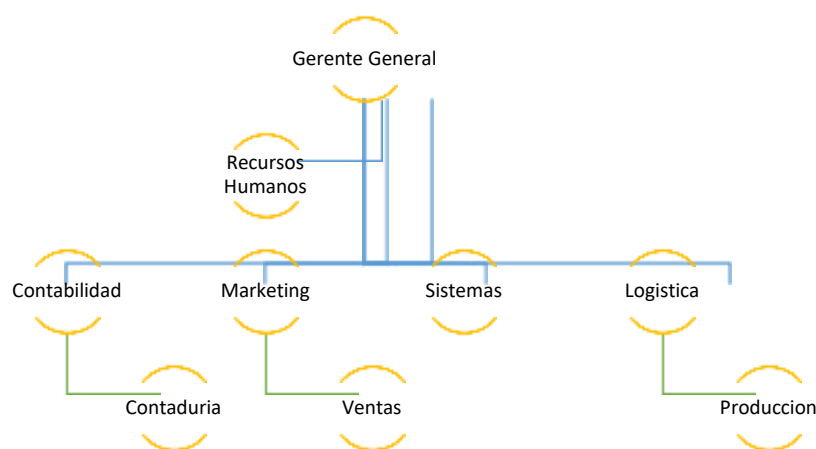 Gerente General
Recursos
Humanos
Contabilidad
Marketing
Sistemas
Logistica
Contaduria
Ventas
Produccion